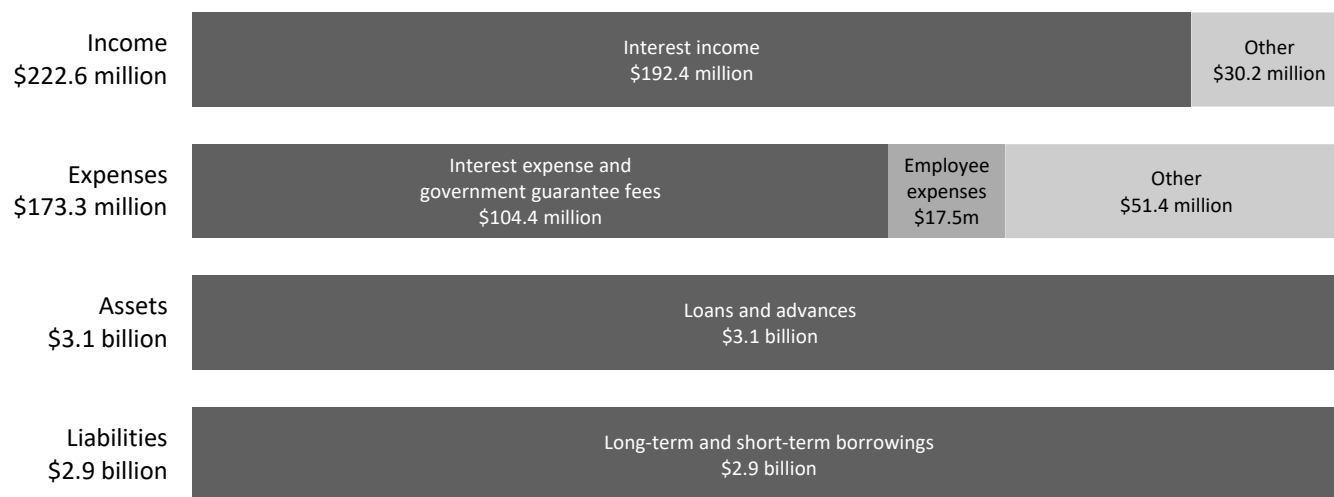 Income
$222.6 million
Interest income
$192.4 million
Other
$30.2 million
Expenses
$173.3 million
Interest expense and
government guarantee fees
$104.4 million
Employee
expenses
$17.5m
Other
$51.4 million
Assets
$3.1 billion
Loans and advances
$3.1 billion
Liabilities
$2.9 billion
Long-term and short-term borrowings
$2.9 billion